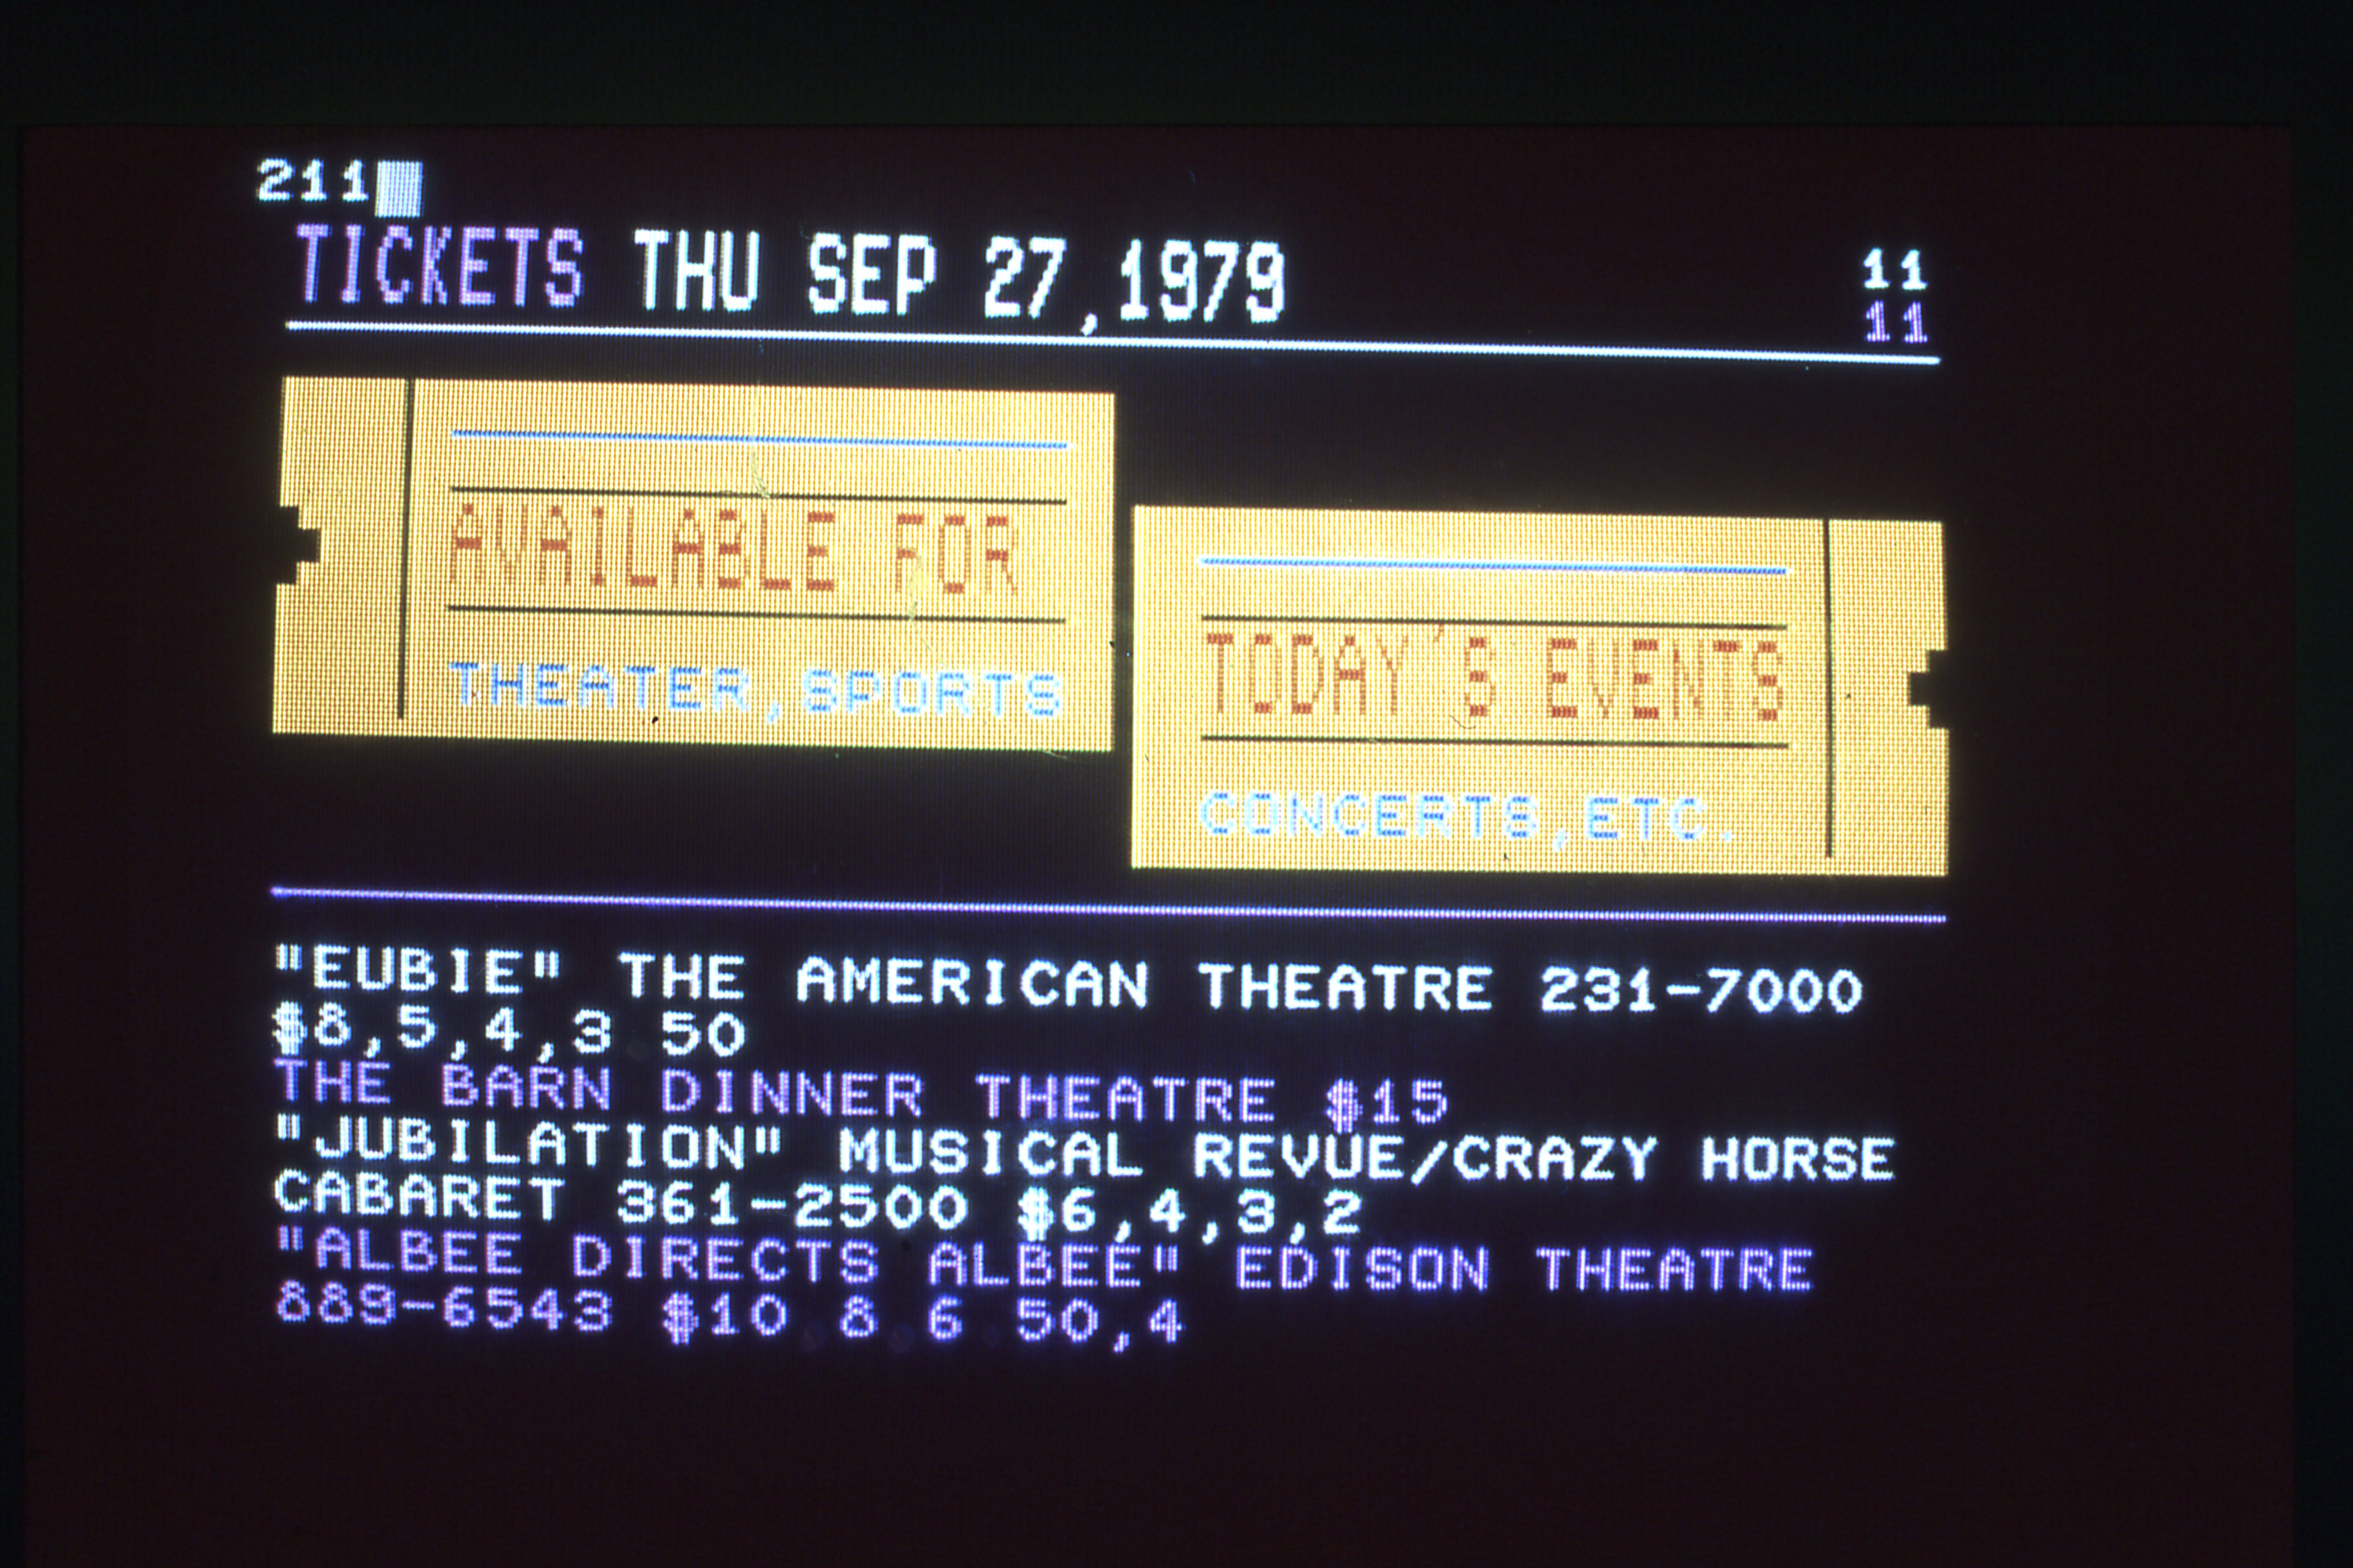 211
TICKETS THU SEP 27,1979 11
11
AVAILABLE FOR
THEATER,SPORTS
TODAY'S EVENTS
CONCERTS,ETC.
"EUBIE" THE AMERICAN THEATRE 231-7000
$8,5,4,3 50
THE BARN DINNER THEATRE $15
"JUBILATION" MUSICAL REVUE/CRAZY HORSE
CABARET 361-2500 $6,4,3,2
"ALBEE DIRECTS ALBEE" EDISON THEATRE
889-6543 $10 8 6 50,4